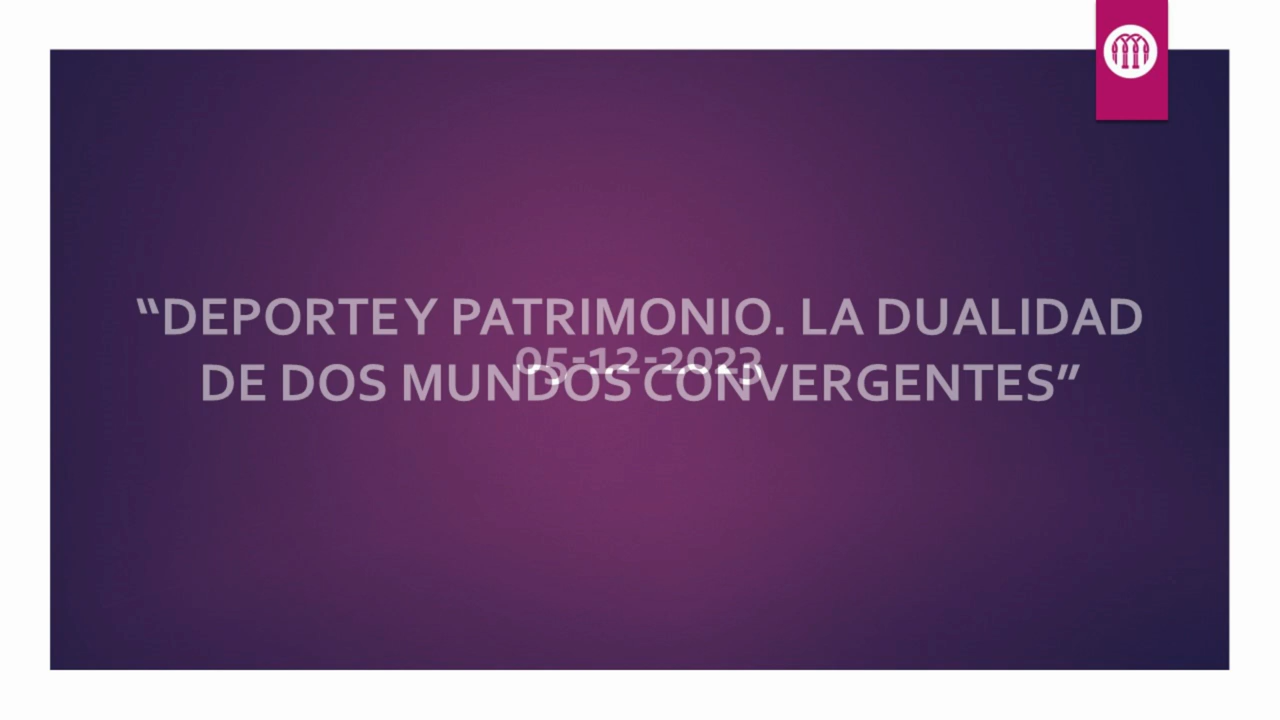 “DEPORTE Y PATRIMONIO. LA DUALIDAD
05-12-2023
DE DOS MUNDOS CONVERGENTES”